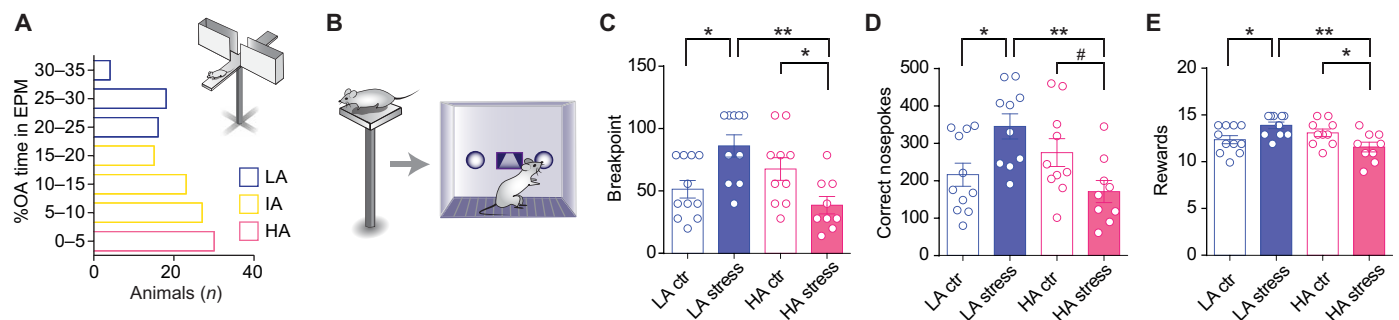 A
%OA time in EPM
30–35
25–30
20–25
15–20
10–15
5–10
0–5
0
20
40
Animals (n)
LA
IA
HA
B
C
Breakpoint
150
100
50
0
*
**
*
LA ctr
LA stress
HA ctr
HA stress
D
Correct nosepokes
500
400
300
200
100
0
*
**
#
LA ctr
LA stress
HA ctr
HA stress
E
Rewards
20
15
10
5
0
*
**
*
LA ctr
LA stress
HA ctr
HA stress